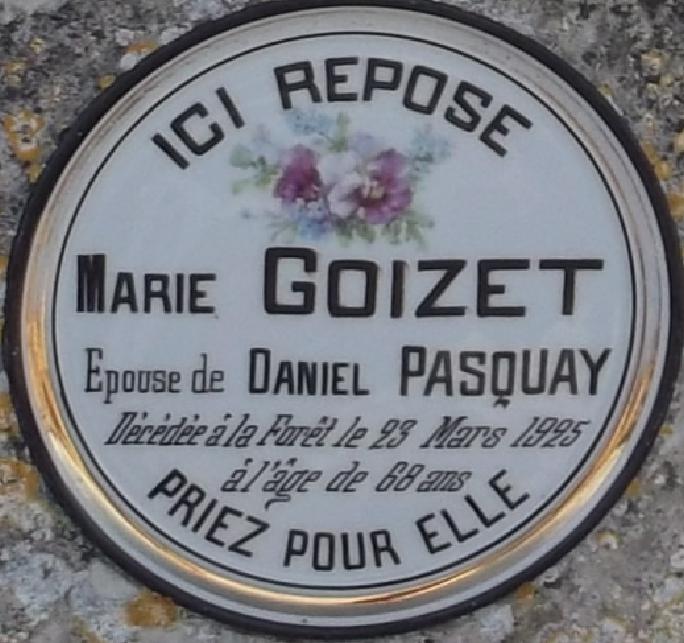 ICI REPOSE
MARIE GOIZET
Epouse de DANIEL PASQUAY
Décédée à la Forêt le 23 Mars 1925
à l'âge de 68 ans
PRIEZ POUR ELLE